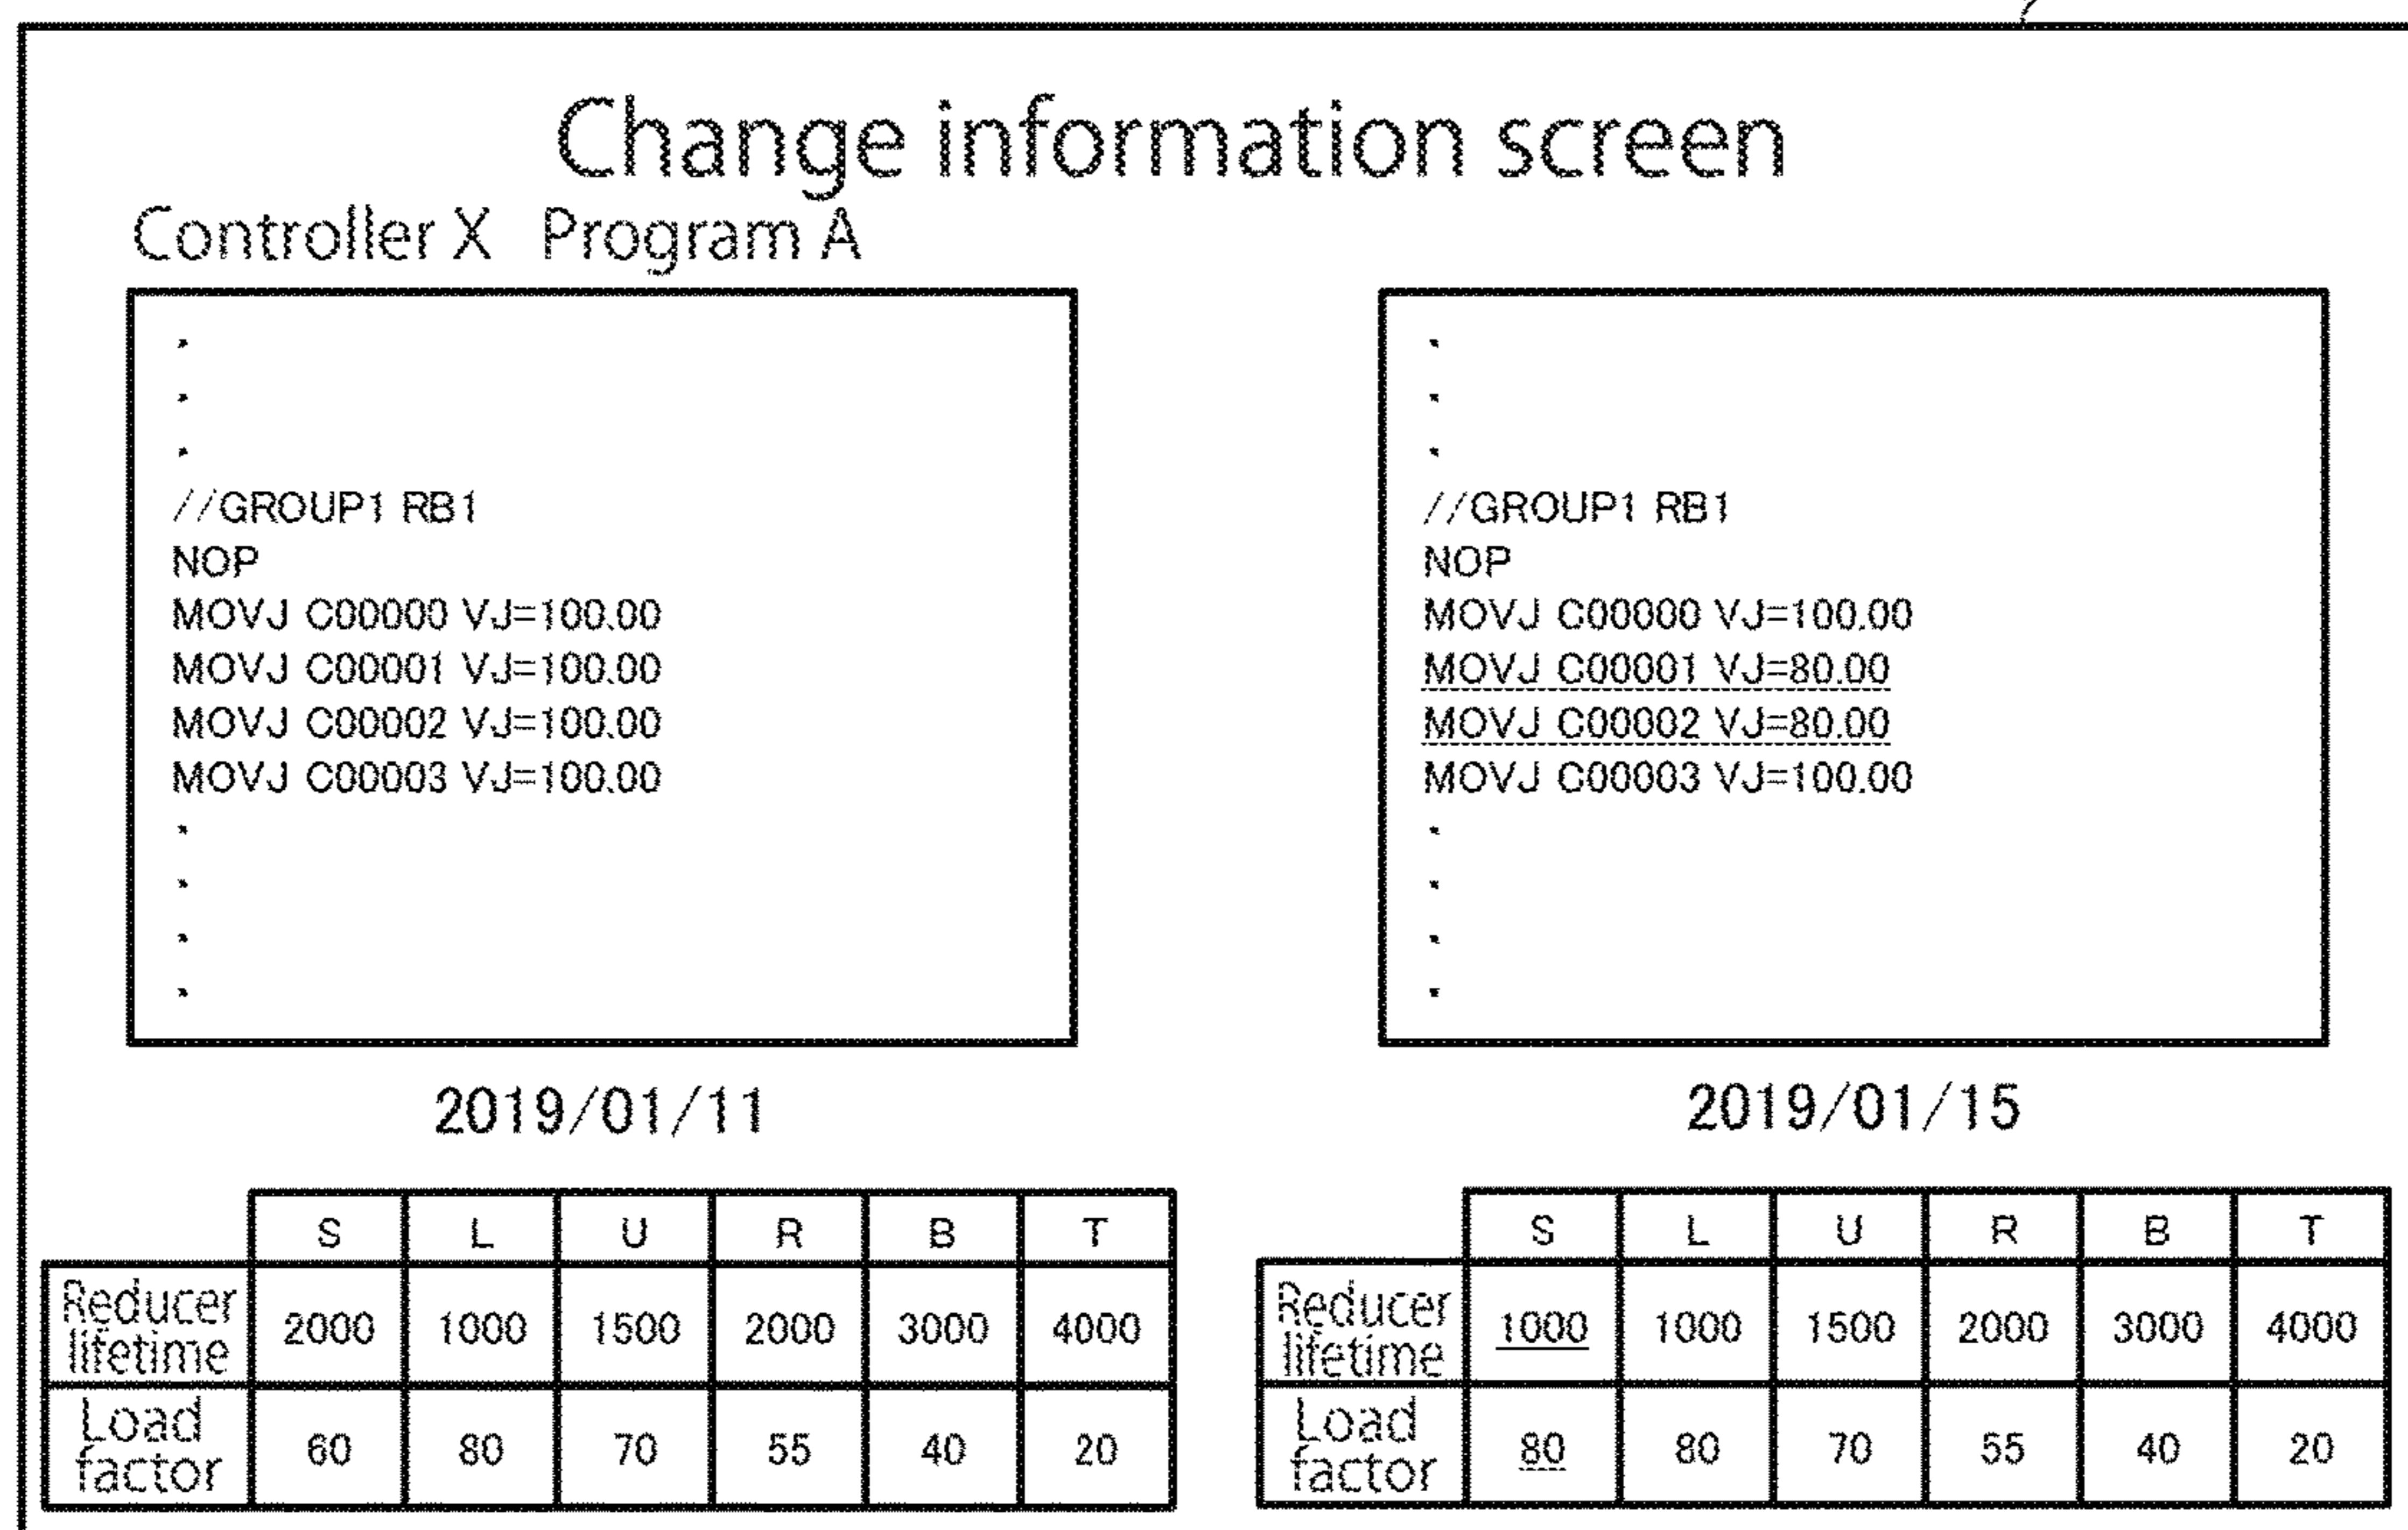 Change information screen
Controller X Program A
//GROUP1 RB1
NOP
MOVJ C00000 VJ=100.00
MOVJ C00001 VJ=100.00
MOVJ C00002 VJ=100.00
MOVJ C00003 VJ=100.00
2019/01/11
//GROUP1 RB1
NOP
MOVJ C00000 VJ=100.00
MOVJ C00001 VJ=80.00
MOVJ C00002 VJ=80.00
MOVJ C00003 VJ=100.00
2019/01/15
S L U R B T
Reducer lifetime 2000 1000 1500 2000 3000 4000
Load factor 60 80 70 55 40 20
S L U R B T
Reducer lifetime 1000 1000 1500 2000 3000 4000
Load factor 80 80 70 55 40 20